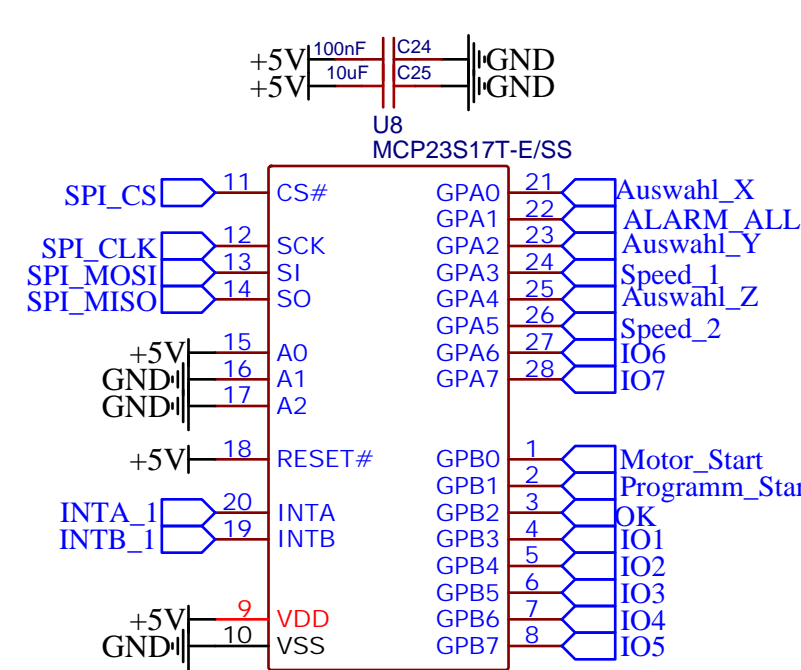 +5V 100nF C24 GND
+5V 10uF C25 GND
U8
MCP23S17T-E/SS
SPI_CS 11 CS# GPA0 21 Auswahl_X
GPA1 22 ALARM_ALL
SPI_CLK 12 SCK GPA2 23 Auswahl_Y
SPI_MOSI 13 SI GPA3 24 Speed_1
SPI_MISO 14 SO GPA4 25 Auswahl_Z
GPA5 26 Speed_2
+5V 15 A0 GPA6 27 IO6
GND 16 A1 GPA7 28 IO7
GND 17 A2
+5V 18 RESET# GPB0 1 Motor_Start
GPB1 2 Programm_Star
INTA_1 20 INTA GPB2 3 OK
INTB_1 19 INTB GPB3 4 IO1
GPB4 5 IO2
GPB5 6 IO3
+5V 9 VDD GPB6 7 IO4
GND 10 VSS GPB7 8 IO5